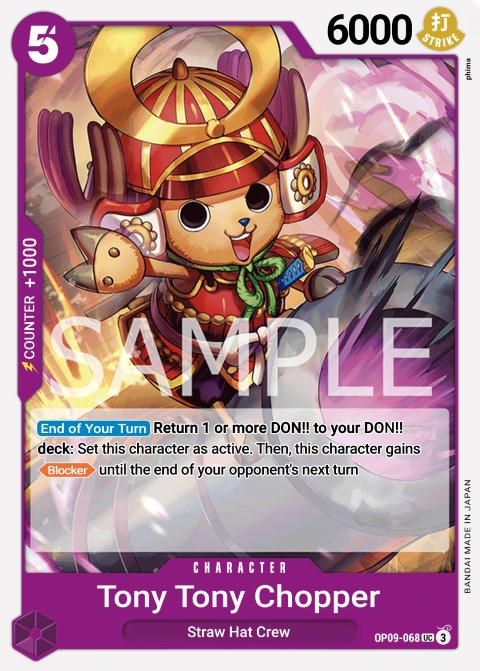 5
6000
打
STRIKE
phima
COUNTER +1000
SAMPLE
End of Your Turn Return 1 or more DON!! to your DON!!
deck: Set this character as active. Then, this character gains
Blocker until the end of your opponent's next turn
BANDAI MADE IN JAPAN
CHARACTER
Tony Tony Chopper
Straw Hat Crew
OP09-068 UC 3